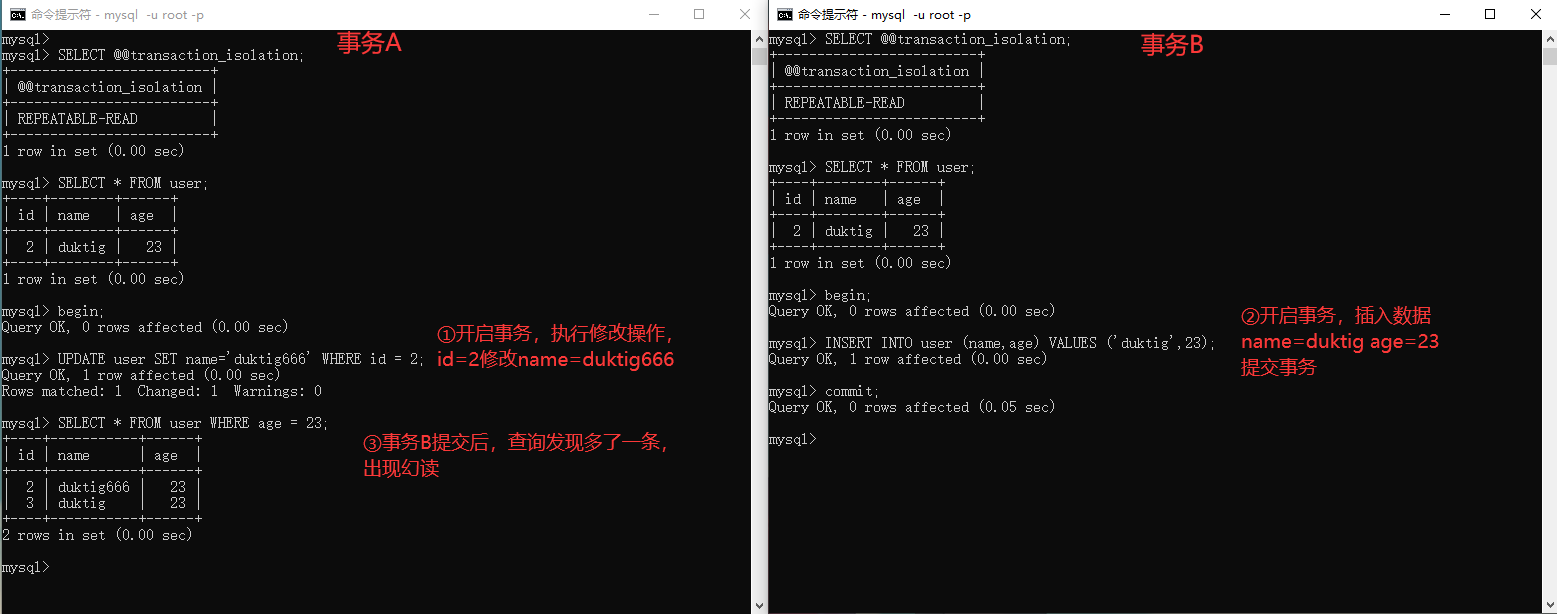 命令提示符 - mysql  -u root -p
事务A
mysql>
mysql> SELECT @@transaction_isolation;
+-------------------------+
| @@transaction_isolation |
+-------------------------+
| REPEATABLE-READ         |
+-------------------------+
1 row in set (0.00 sec)
mysql> SELECT * FROM user;
+----+--------+------+
| id | name   | age  |
+----+--------+------+
|  2 | duktig |   23 |
+----+--------+------+
1 row in set (0.00 sec)
mysql> begin;
Query OK, 0 rows affected (0.00 sec)
①开启事务，执行修改操作，
id=2修改name=duktig666
mysql> UPDATE user SET name='duktig666' WHERE id = 2;
Query OK, 1 row affected (0.00 sec)
Rows matched: 1  Changed: 1  Warnings: 0
mysql> SELECT * FROM user WHERE age = 23;
+----+-----------+------+
| id | name      | age  |
+----+-----------+------+
|  2 | duktig666 |   23 |
|  3 | duktig    |   23 |
+----+-----------+------+
2 rows in set (0.00 sec)
③事务B提交后，查询发现多了一条，
出现幻读
mysql>
命令提示符 - mysql  -u root -p
事务B
mysql> SELECT @@transaction_isolation;
+-------------------------+
| @@transaction_isolation |
+-------------------------+
| REPEATABLE-READ         |
+-------------------------+
1 row in set (0.00 sec)
mysql> SELECT * FROM user;
+----+--------+------+
| id | name   | age  |
+----+--------+------+
|  2 | duktig |   23 |
+----+--------+------+
1 row in set (0.00 sec)
mysql> begin;
Query OK, 0 rows affected (0.00 sec)
②开启事务，插入数据
name=duktig age=23
提交事务
mysql> INSERT INTO user (name,age) VALUES ('duktig',23);
Query OK, 1 row affected (0.00 sec)
mysql> commit;
Query OK, 0 rows affected (0.05 sec)
mysql>